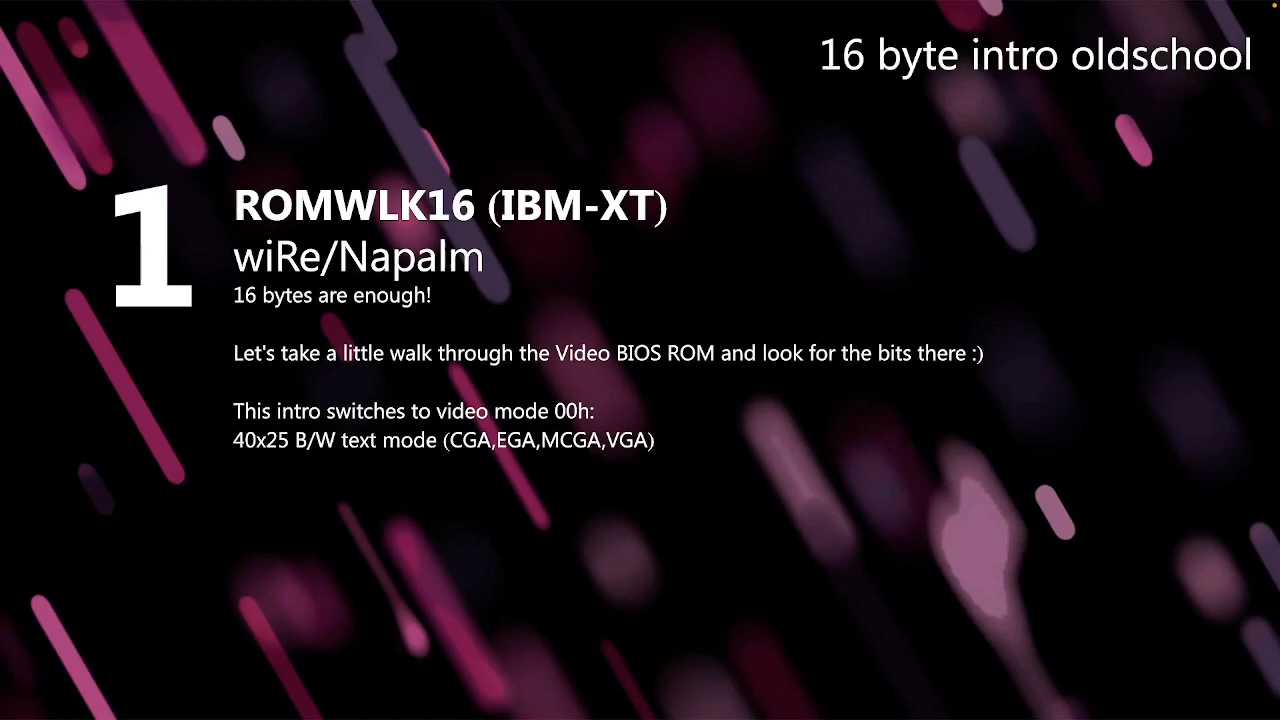 16 byte intro oldschool
1
ROMWLK16 (IBM-XT)
wiRe/Napalm
16 bytes are enough!
Let's take a little walk through the Video BIOS ROM and look for the bits there :)
This intro switches to video mode 00h:
40x25 B/W text mode (CGA,EGA,MCGA,VGA)